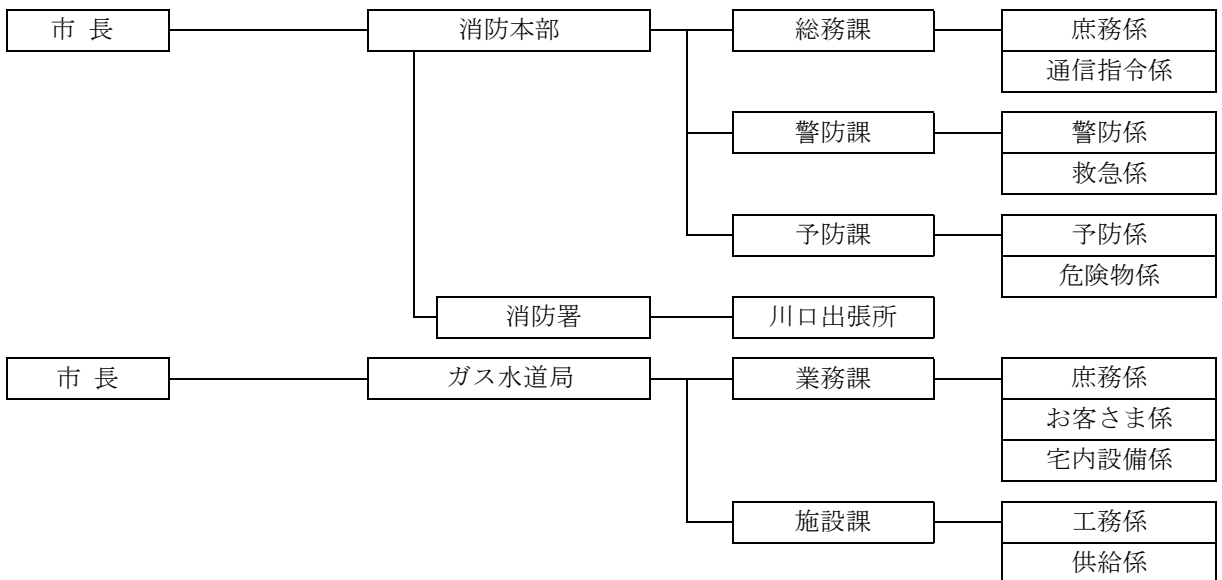 市 長 消防本部 総務課 庶務係
通信指令係
警防課 警防係
救急係
予防課 予防係
危険物係
消防署 川口出張所
市 長 ガス水道局 業務課 庶務係
お客さま係
宅内設備係
施設課 工務係
供給係